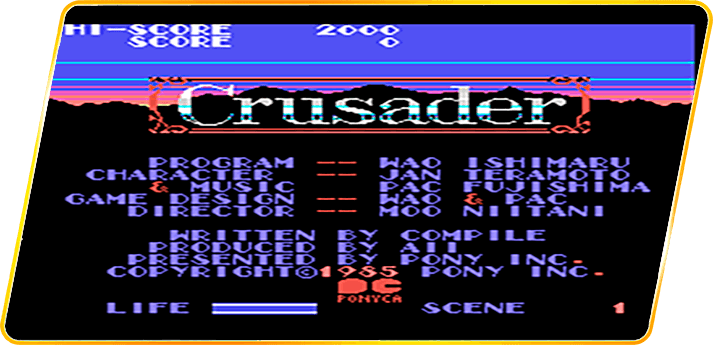 HI-SCORE 2000
SCORE 0
Crusader
PROGRAM -- WAO ISHIMARU
CHARACTER -- JAN TERAMOTO
& MUSIC PAC FUJISHIMA
GAME DESIGN -- WAO & PAC
DIRECTOR -- MOO NIITANI
WRITTEN BY COMPILE
PRODUCED BY AII
PRESENTED BY PONY INC.
COPYRIGHT©1985 PONY INC.
PONYCA
LIFE SCENE 1